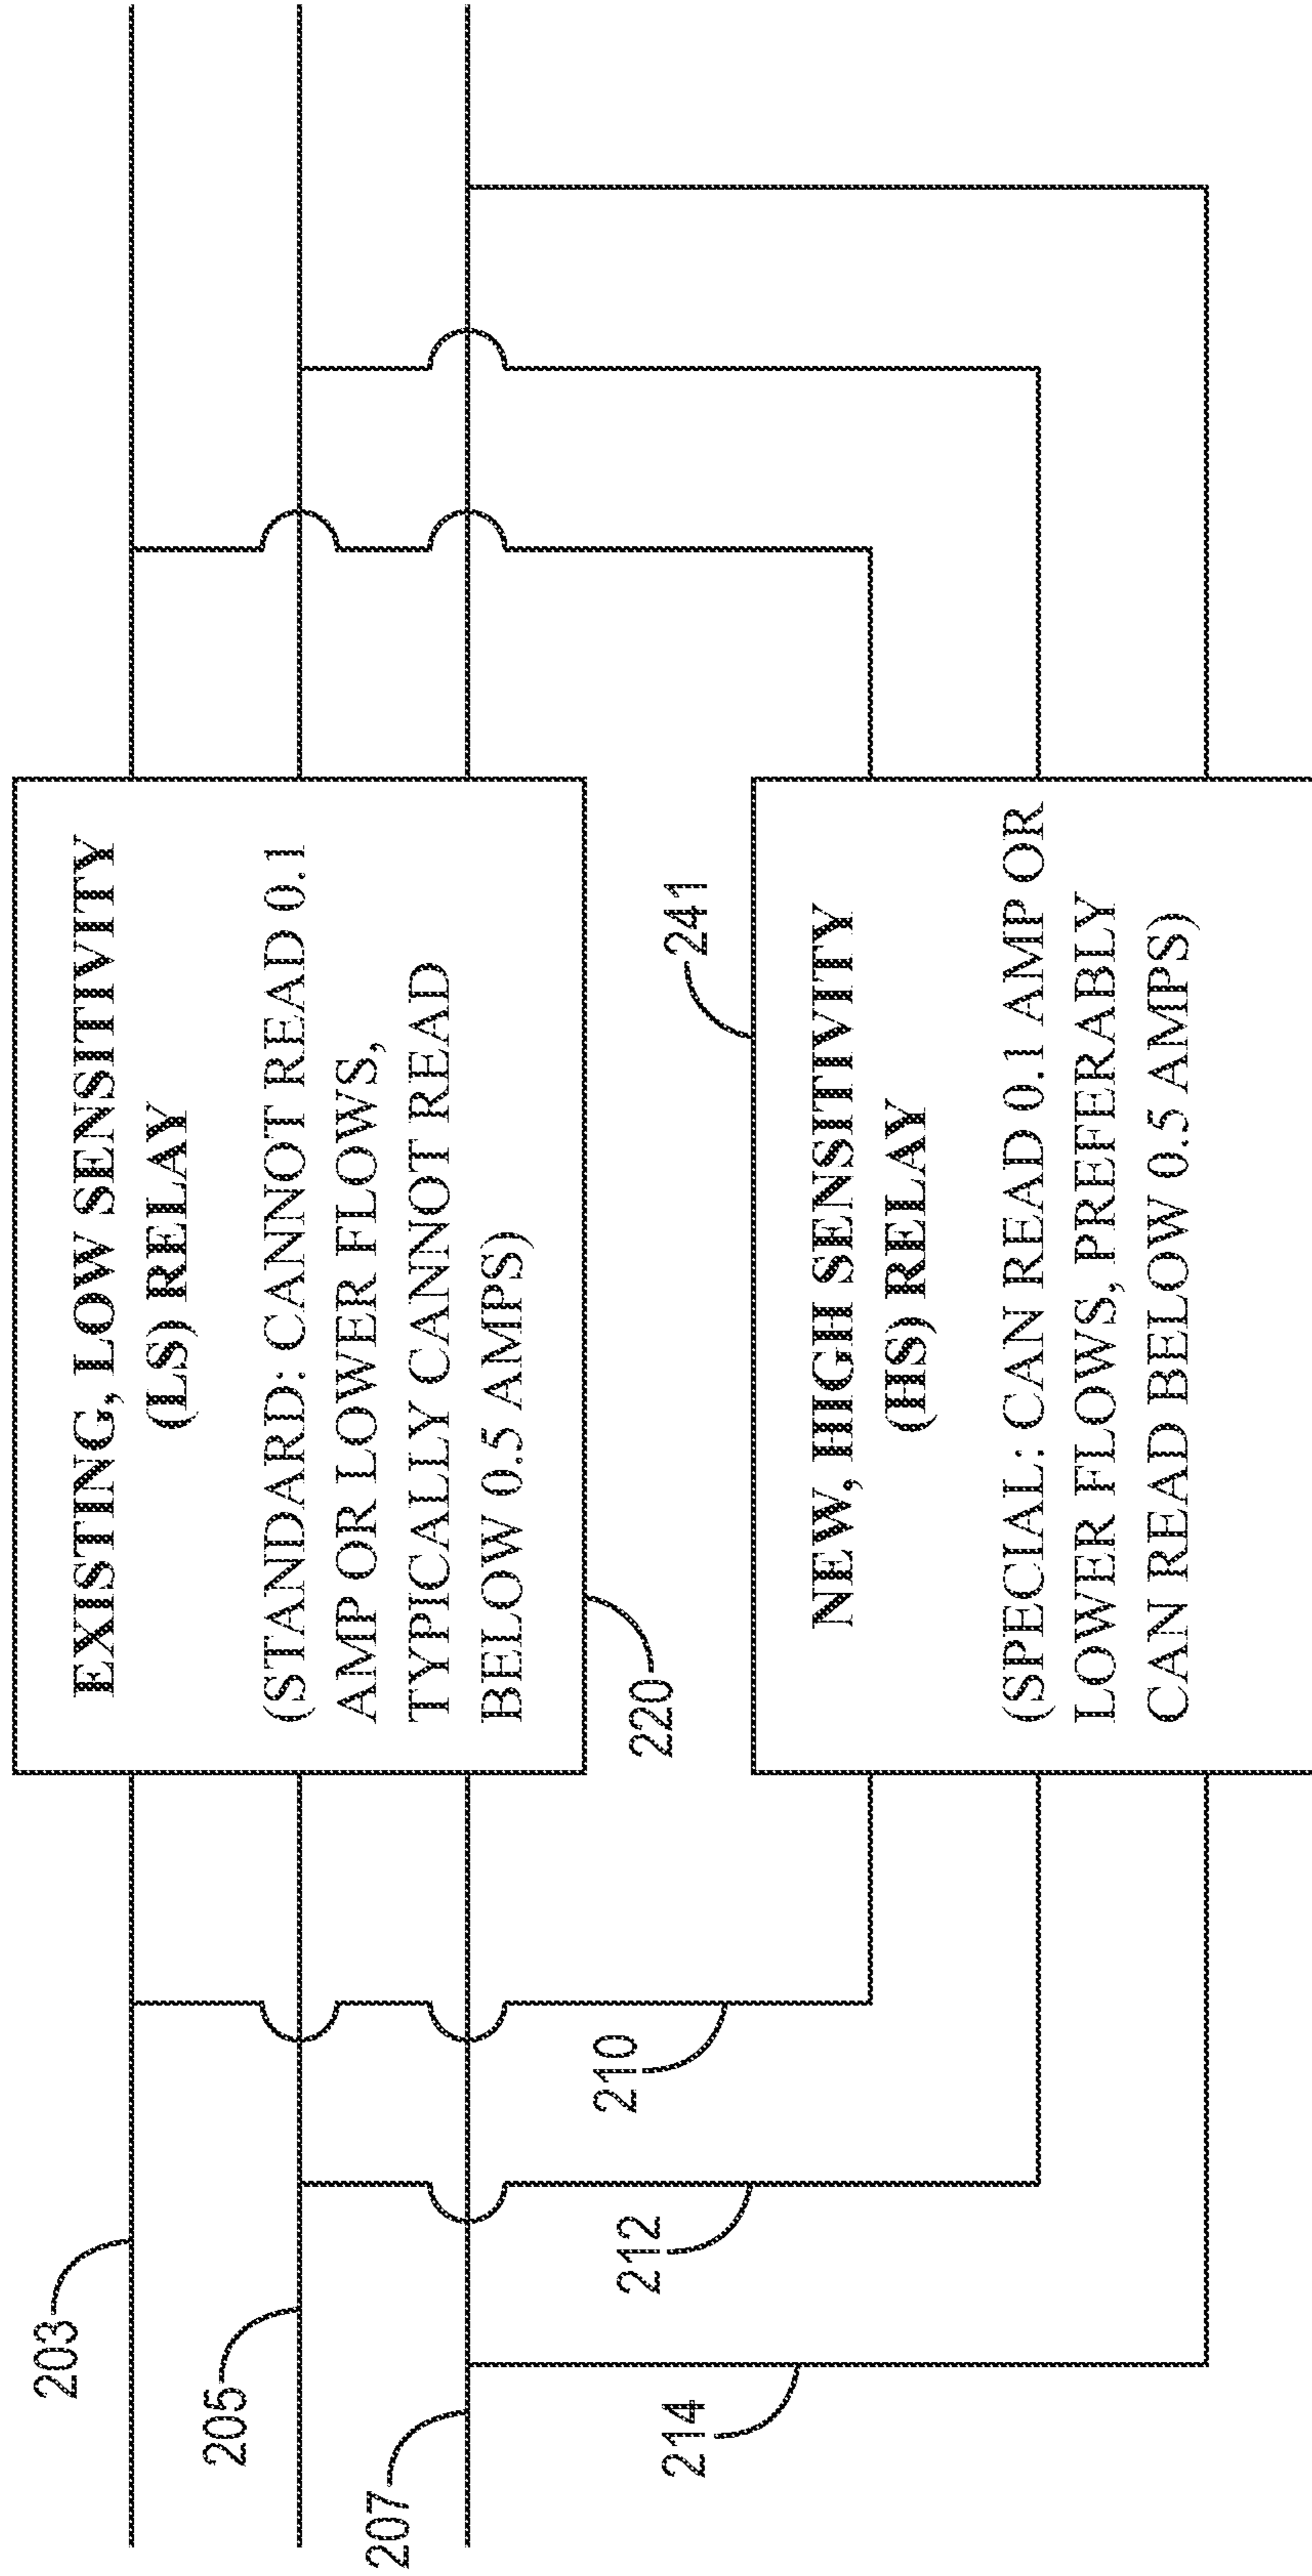 203
205
207
EXISTING, LOW SENSITIVITY
(LS) RELAY
(STANDARD: CANNOT READ 0.1
AMP OR LOWER FLOWS,
TYPICALLY CANNOT READ
BELOW 0.5 AMPS)
220
210
212
214
241
NEW, HIGH SENSITIVITY
(HS) RELAY
(SPECIAL: CAN READ 0.1 AMP OR
LOWER FLOWS, PREFERABLY
CAN READ BELOW 0.5 AMPS)